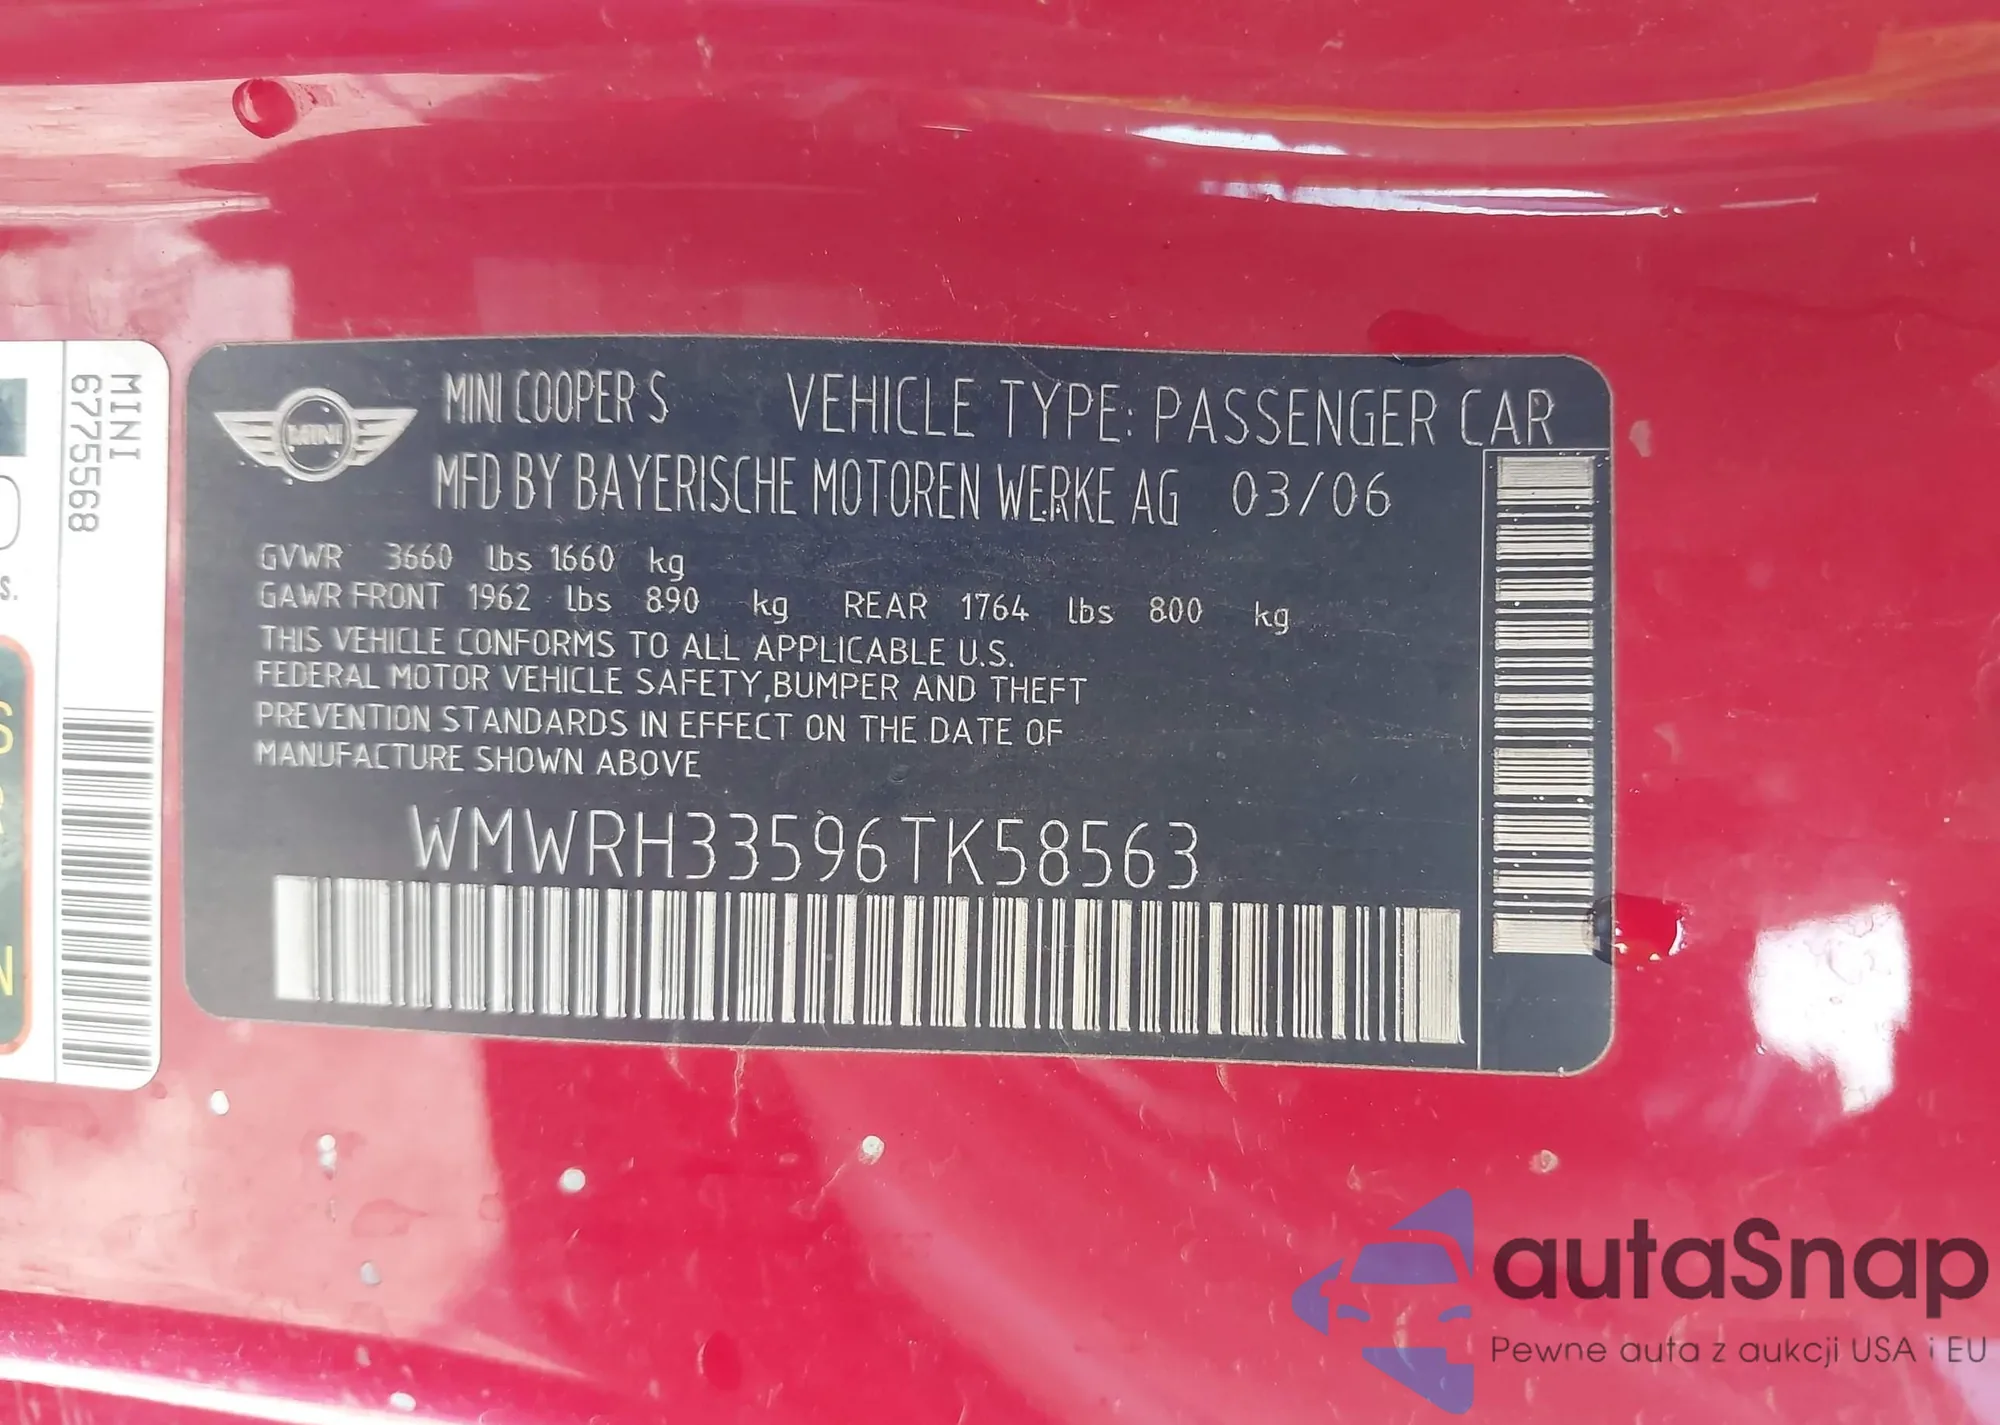 MINI
6775568
S.
MINI
MINI COOPER S VEHICLE TYPE: PASSENGER CAR
MFD BY BAYERISCHE MOTOREN WERKE AG 03/06
GVWR 3660 lbs 1660 kg
GAWR FRONT 1962 lbs 890 kg REAR 1764 lbs 800 kg
THIS VEHICLE CONFORMS TO ALL APPLICABLE U.S.
FEDERAL MOTOR VEHICLE SAFETY,BUMPER AND THEFT
PREVENTION STANDARDS IN EFFECT ON THE DATE OF
MANUFACTURE SHOWN ABOVE
WMWRH33596TK58563
autaSnap
Pewne auta z aukcji USA i EU